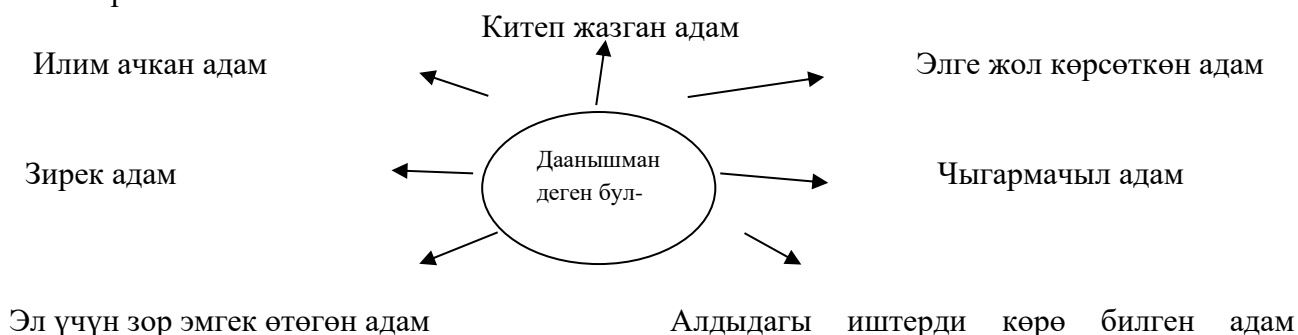 Китеп жазган адам
Илим ачкан адам
Элге жол көрсөткөн адам
Даанышман
деген бул-
Зирек адам
Чыгармачыл адам
Эл үчүн зор эмгек өтөгөн адам
Алдыдагы иштерди көрө билген адам